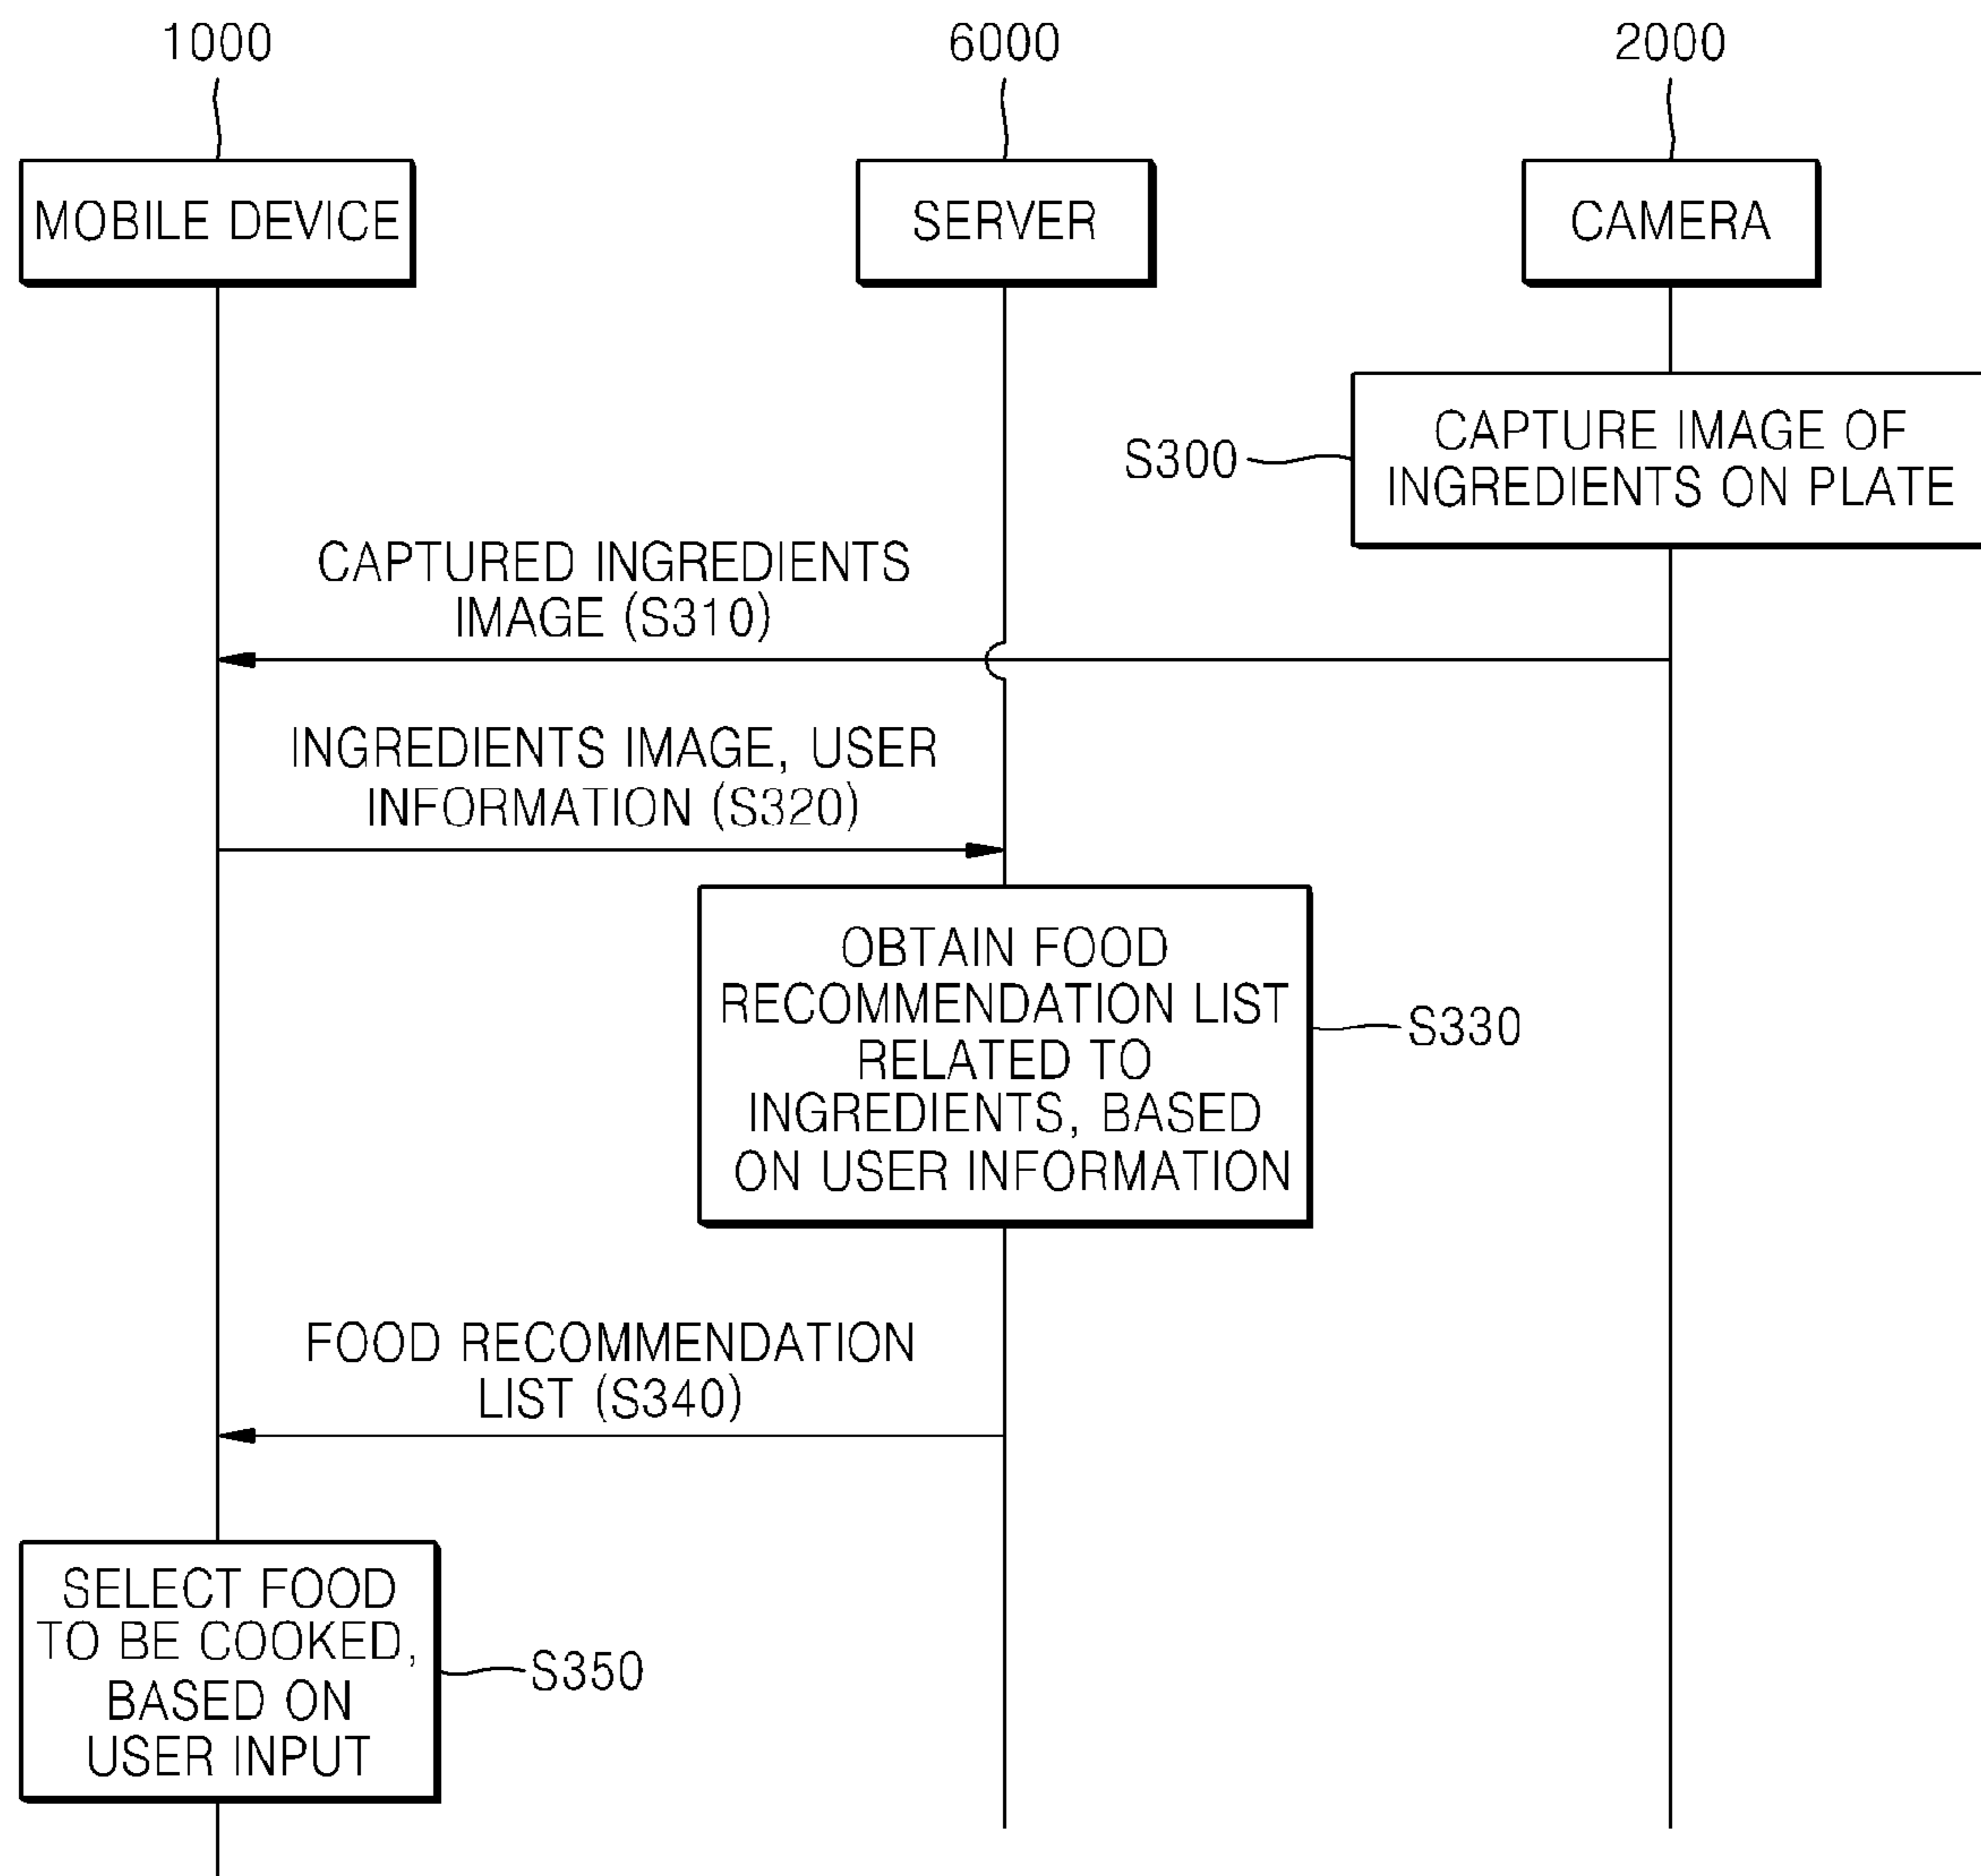 1000
6000
2000
MOBILE DEVICE
SERVER
CAMERA
CAPTURE IMAGE OF
INGREDIENTS ON PLATE
S300
CAPTURED INGREDIENTS
IMAGE (S310)
INGREDIENTS IMAGE, USER
INFORMATION (S320)
OBTAIN FOOD
RECOMMENDATION LIST
RELATED TO
INGREDIENTS, BASED
ON USER INFORMATION
S330
FOOD RECOMMENDATION
LIST (S340)
SELECT FOOD
TO BE COOKED,
BASED ON
USER INPUT
S350